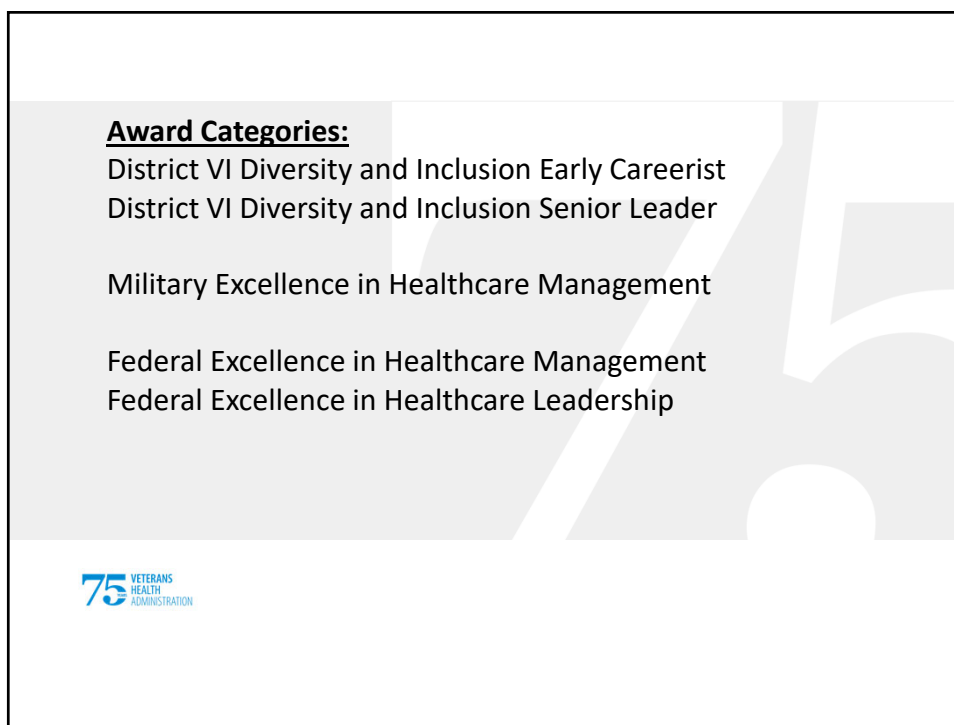 Award Categories:
District VI Diversity and Inclusion Early Careerist
District VI Diversity and Inclusion Senior Leader
Military Excellence in Healthcare Management
Federal Excellence in Healthcare Management
Federal Excellence in Healthcare Leadership
75
75 VETERANS
HEALTH
ADMINISTRATION